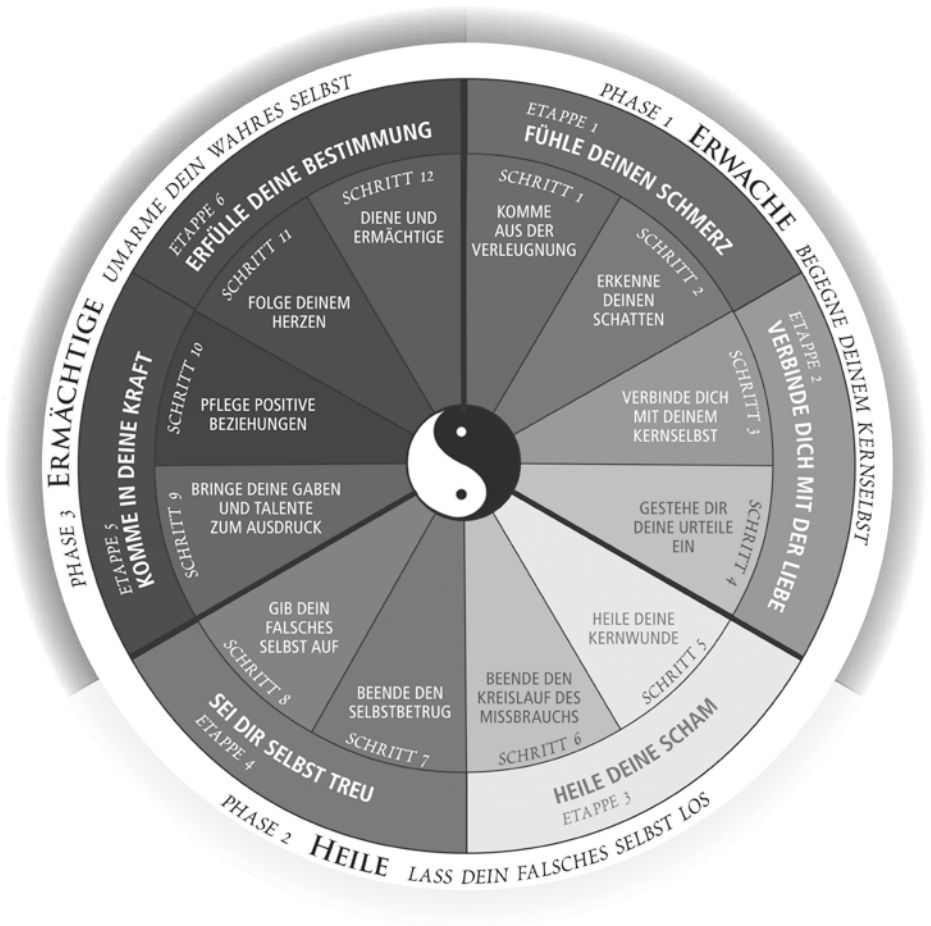 PHASE 1 ERWACHE BEGEGNE DEINEM KERNSELBST
ETAPPE 1
FÜHLE DEINEN SCHMERZ
SCHRITT 1
KOMME
AUS DER
VERLEUGNUNG
SCHRITT 2
ERKENNE
DEINEN
SCHATTEN
ETAPPE 2
VERBINDE DICH MIT DER LIEBE
SCHRITT 3
VERBINDE DICH
MIT DEINEM
KERNSELBST
SCHRITT 4
GESTEHE DIR
DEINE URTEILE
EIN
PHASE 2 HEILE LASS DEIN FALSCHES SELBST LOS
HEILE DEINE SCHAM
ETAPPE 3
HEILE DEINE
KERNWUNDE
SCHRITT 5
BEENDE DEN
KREISLAUF DES
MISSBRAUCHS
SCHRITT 6
SEI DIR SELBST TREU
ETAPPE 4
BEENDE DEN
SELBSTBETRUG
SCHRITT 7
GIB DEIN
FALSCHES
SELBST AUF
SCHRITT 8
PHASE 3 ERMÄCHTIGE UMARME DEIN WAHRES SELBST
ETAPPE 5
KOMME IN DEINE KRAFT
SCHRITT 9
BRINGE DEINE GABEN
UND TALENTE
ZUM AUSDRUCK
SCHRITT 10
PFLEGE POSITIVE
BEZIEHUNGEN
ETAPPE 6
ERFÜLLE DEINE BESTIMMUNG
SCHRITT 11
FOLGE DEINEM
HERZEN
SCHRITT 12
DIENE UND
ERMÄCHTIGE